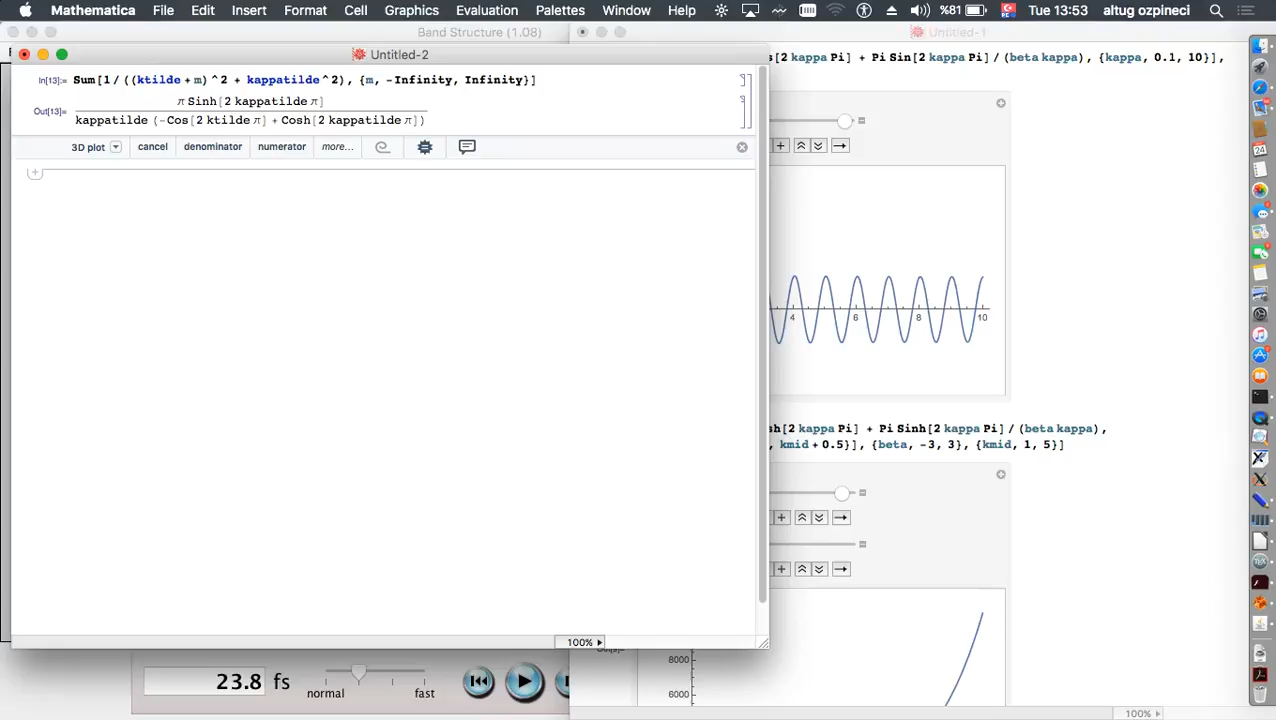 Mathematica File Edit Insert Format Cell Graphics Evaluation Palettes Window Help %81 Tue 13:53 altug ozpineci
Band Structure (1.08)
Untitled-1
Untitled-2
In[13]:= Sum[1/((ktilde+m)^2 + kappatilde^2), {m, -Infinity, Infinity}]
Out[13]= π Sinh[2 kappatilde π]
kappatilde (-Cos[2 ktilde π] + Cosh[2 kappatilde π])
3D plot cancel denominator numerator more...
100%
s[2 kappa Pi] + Pi Sin[2 kappa Pi] / (beta kappa), {kappa, 0.1, 10}],
4 6 8 10
sh[2 kappa Pi] + Pi Sinh[2 kappa Pi] / (beta kappa),
, kmid + 0.5}], {beta, -3, 3}, {kmid, 1, 5}]
8000
6000
100%
23.8 fs
normal fast
24